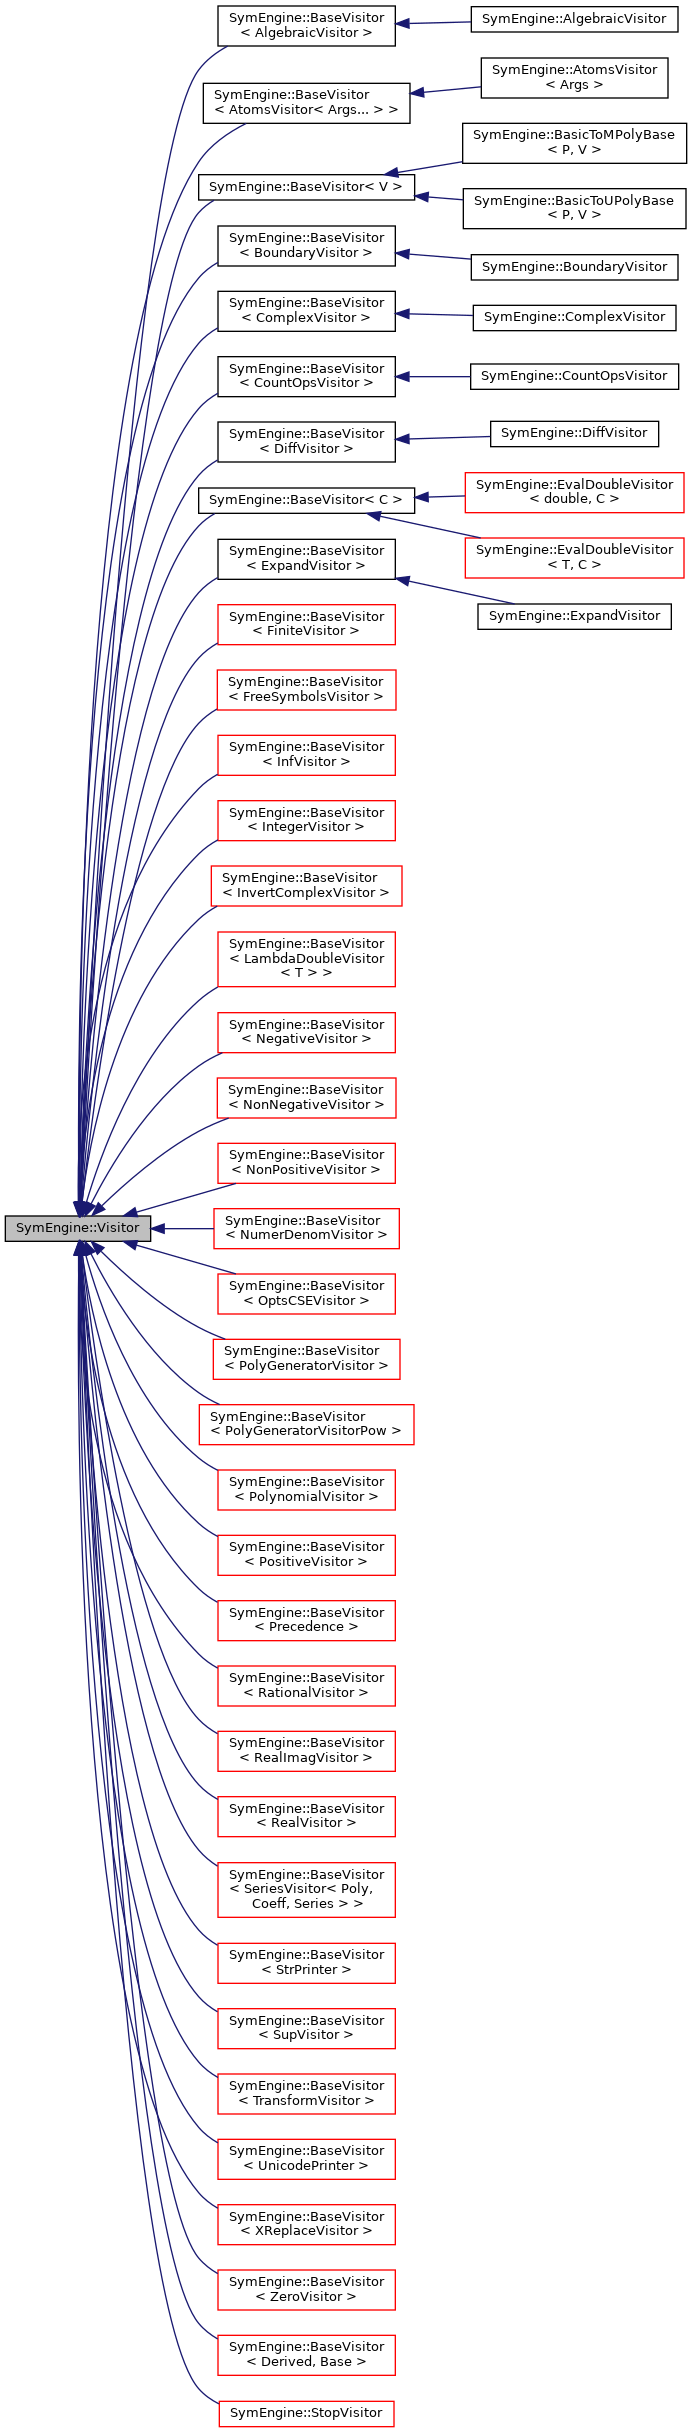 SymEngine::BaseVisitor
< AlgebraicVisitor >
SymEngine::AlgebraicVisitor
SymEngine::BaseVisitor
< AtomsVisitor< Args... > >
SymEngine::AtomsVisitor
< Args >
SymEngine::BaseVisitor< V >
SymEngine::BasicToMPolyBase
< P, V >
SymEngine::BasicToUPolyBase
< P, V >
SymEngine::BaseVisitor
< BoundaryVisitor >
SymEngine::BoundaryVisitor
SymEngine::BaseVisitor
< ComplexVisitor >
SymEngine::ComplexVisitor
SymEngine::BaseVisitor
< CountOpsVisitor >
SymEngine::CountOpsVisitor
SymEngine::BaseVisitor
< DiffVisitor >
SymEngine::DiffVisitor
SymEngine::BaseVisitor< C >
SymEngine::EvalDoubleVisitor
< double, C >
SymEngine::EvalDoubleVisitor
< T, C >
SymEngine::BaseVisitor
< ExpandVisitor >
SymEngine::ExpandVisitor
SymEngine::BaseVisitor
< FiniteVisitor >
SymEngine::BaseVisitor
< FreeSymbolsVisitor >
SymEngine::BaseVisitor
< InfVisitor >
SymEngine::BaseVisitor
< IntegerVisitor >
SymEngine::BaseVisitor
< InvertComplexVisitor >
SymEngine::BaseVisitor
< LambdaDoubleVisitor
< T > >
SymEngine::BaseVisitor
< NegativeVisitor >
SymEngine::BaseVisitor
< NonNegativeVisitor >
SymEngine::BaseVisitor
< NonPositiveVisitor >
SymEngine::Visitor
SymEngine::BaseVisitor
< NumerDenomVisitor >
SymEngine::BaseVisitor
< OptsCSEVisitor >
SymEngine::BaseVisitor
< PolyGeneratorVisitor >
SymEngine::BaseVisitor
< PolyGeneratorVisitorPow >
SymEngine::BaseVisitor
< PolynomialVisitor >
SymEngine::BaseVisitor
< PositiveVisitor >
SymEngine::BaseVisitor
< Precedence >
SymEngine::BaseVisitor
< RationalVisitor >
SymEngine::BaseVisitor
< RealImagVisitor >
SymEngine::BaseVisitor
< RealVisitor >
SymEngine::BaseVisitor
< SeriesVisitor< Poly,
Coeff, Series > >
SymEngine::BaseVisitor
< StrPrinter >
SymEngine::BaseVisitor
< SupVisitor >
SymEngine::BaseVisitor
< TransformVisitor >
SymEngine::BaseVisitor
< UnicodePrinter >
SymEngine::BaseVisitor
< XReplaceVisitor >
SymEngine::BaseVisitor
< ZeroVisitor >
SymEngine::BaseVisitor
< Derived, Base >
SymEngine::StopVisitor